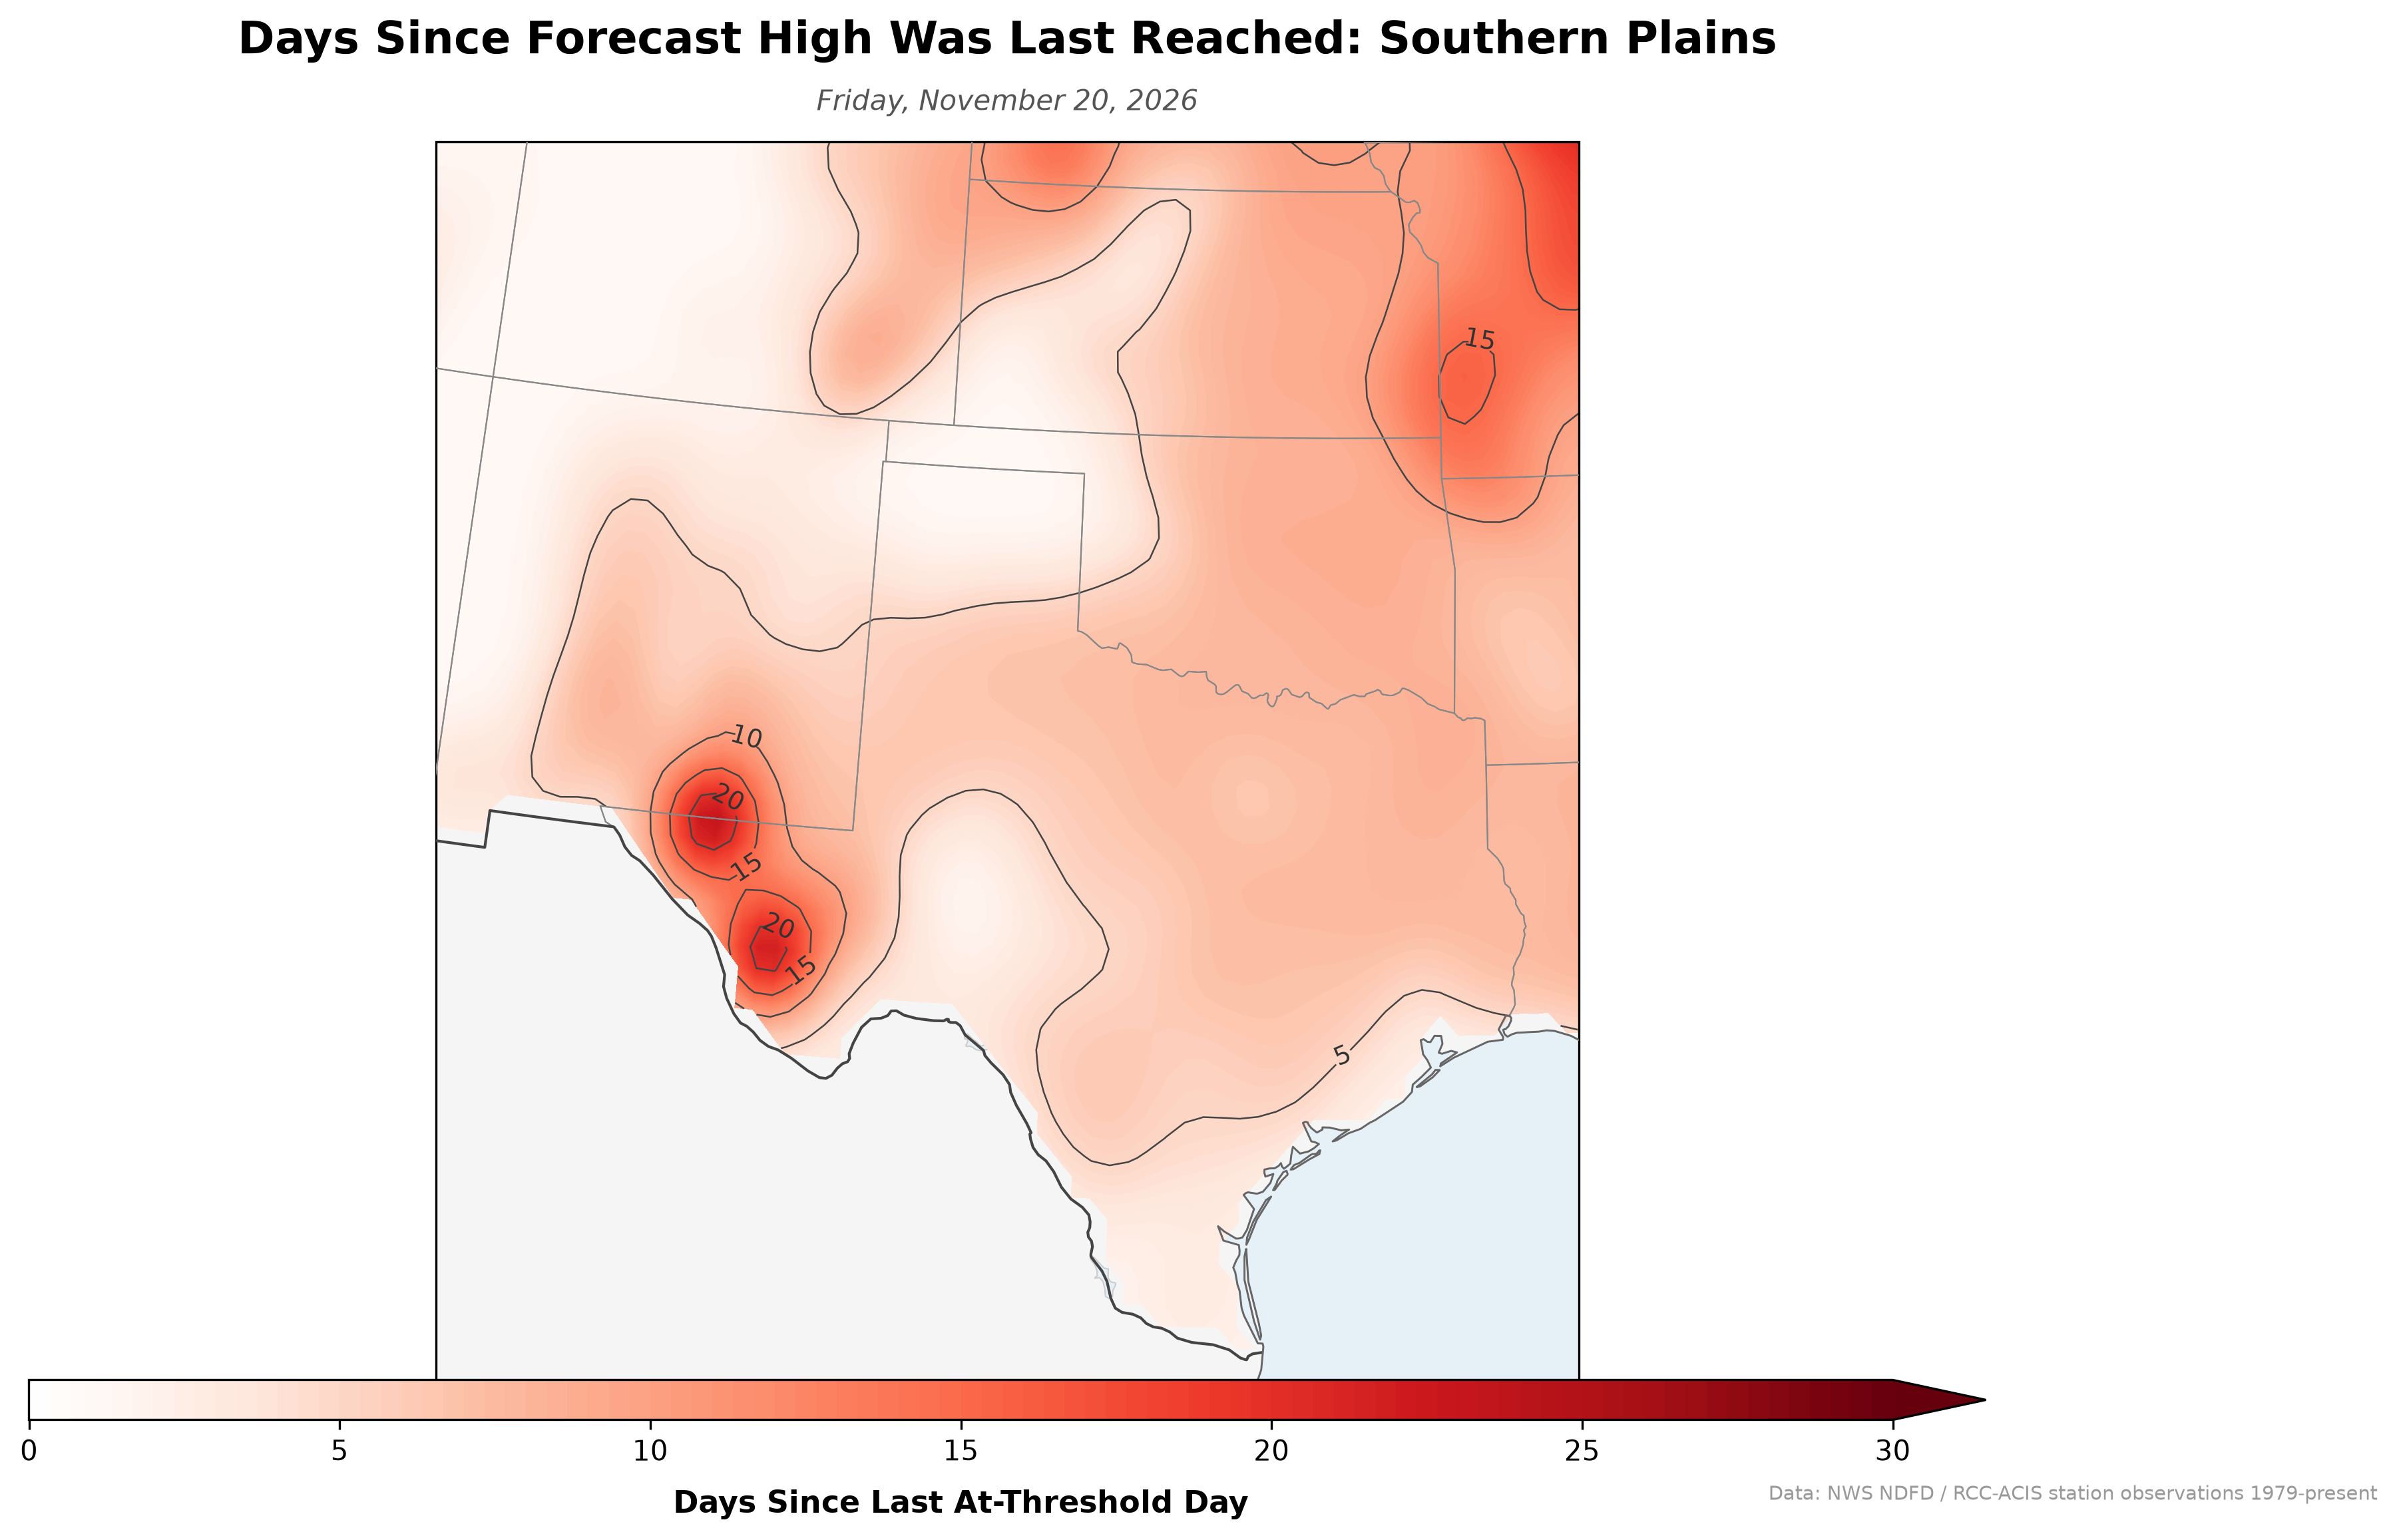 Days Since Forecast High Was Last Reached: Southern Plains
Friday, November 20, 2026
15
10
20
15
20
15
5
0 5 10 15 20 25 30
Days Since Last At-Threshold Day
Data: NWS NDFD / RCC-ACIS station observations 1979-present